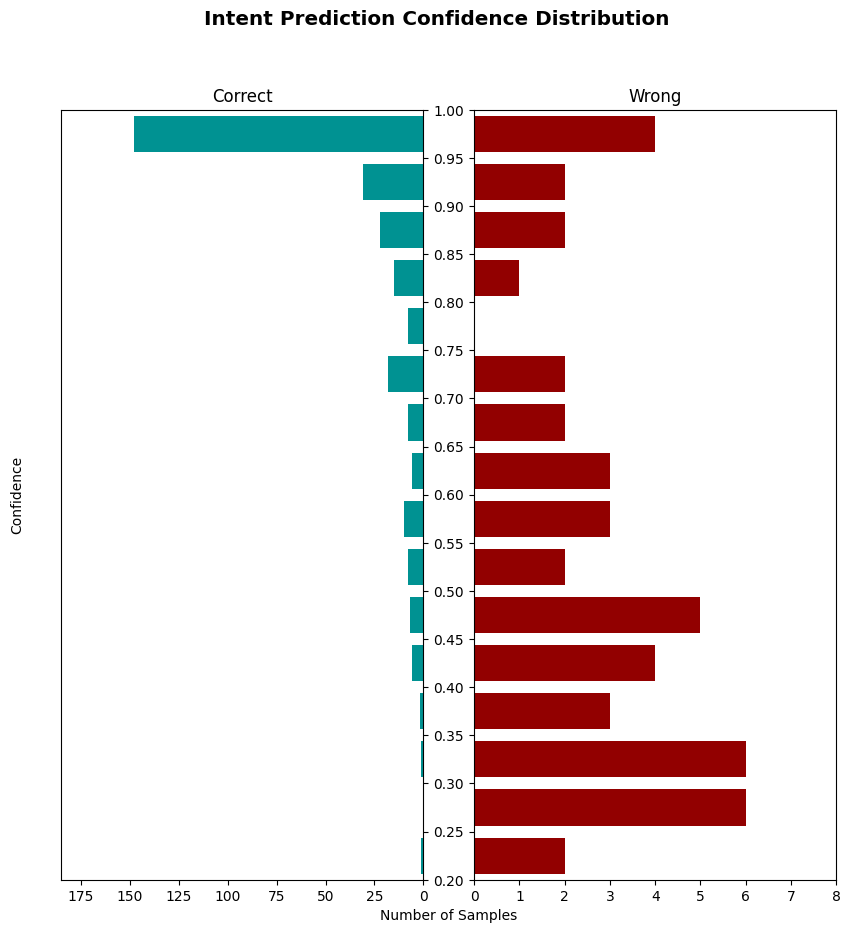 Intent Prediction Confidence Distribution
Correct
Wrong
1.00
0.95
0.90
0.85
0.80
0.75
0.70
0.65
0.60
0.55
0.50
0.45
0.40
0.35
0.30
0.25
0.20
Confidence
175 150 125 100 75 50 25 0
0 1 2 3 4 5 6 7 8
Number of Samples